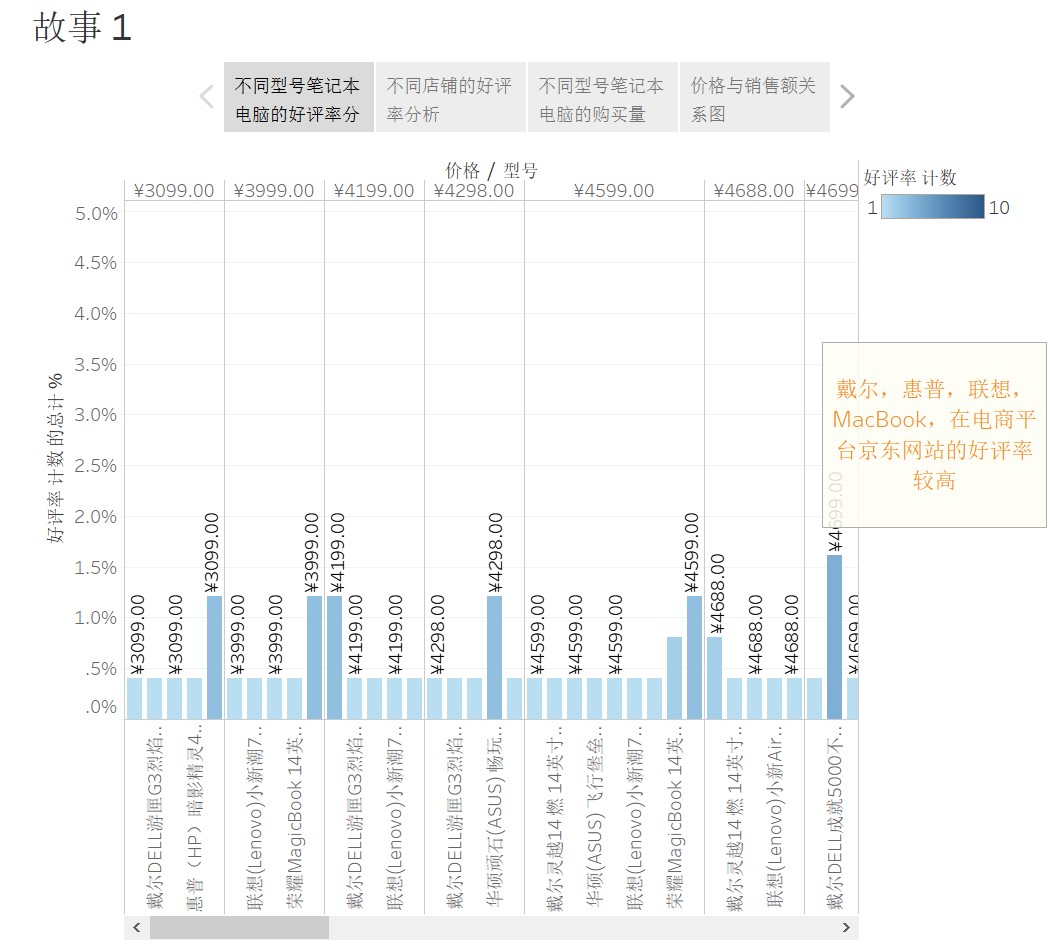 故事 1
不同型号笔记本
电脑的好评率分
不同店铺的好评
率分析
不同型号笔记本
电脑的购买量
价格与销售额关
系图
价格 / 型号
¥3099.00 ¥3999.00 ¥4199.00 ¥4298.00 ¥4599.00 ¥4688.00 ¥4699
好评率 计数
1 10
5.0%
4.5%
4.0%
3.5%
3.0%
2.5%
2.0%
1.5%
1.0%
.5%
.0%
好评率 计数 的总计 %
戴尔，惠普，联想，
MacBook，在电商平
台京东网站的好评率
较高
¥3099.00
¥3099.00
¥3099.00
¥3999.00
¥3999.00
¥3999.00
¥4199.00
¥4199.00
¥4199.00
¥4298.00
¥4298.00
¥4599.00
¥4599.00
¥4599.00
¥4599.00
¥4688.00
¥4688.00
¥4688.00
¥4699.00
¥4699.00
戴尔DELL游匣G3烈焰..
惠普（HP）暗影精灵4..
联想(Lenovo)小新潮7..
荣耀MagicBook 14英..
戴尔DELL游匣G3烈焰..
联想(Lenovo)小新潮7..
戴尔DELL游匣G3烈焰..
华硕顽石(ASUS) 畅玩..
戴尔灵越14 燃 14英寸..
华硕(ASUS) 飞行堡垒..
联想(Lenovo)小新潮7..
荣耀MagicBook 14英..
戴尔灵越14 燃 14英寸..
联想(Lenovo)小新Air..
戴尔DELL成就5000不..